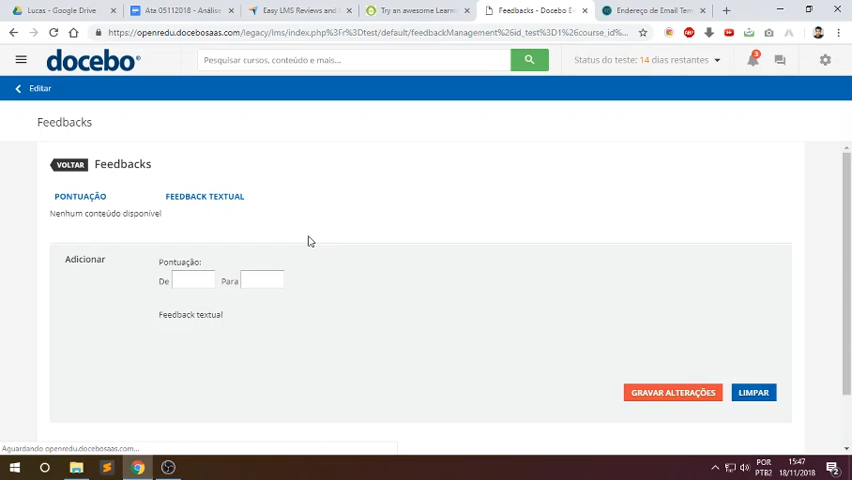 Lucas - Google Drive
Ata 05112018 - Análise
Easy LMS Reviews and
Try an awesome Learn
Feedbacks - Docebo E
Endereço de Email Tem
https://openredu.docebosaas.com/legacy/lms/index.php?r%3Dtest/default/feedbackManagement%26id_test%3D1%26course_id%...
docebo
Pesquisar cursos, conteúdo e mais...
Status do teste: 14 dias restantes
3
Editar
Feedbacks
VOLTAR Feedbacks
PONTUAÇÃO FEEDBACK TEXTUAL
Nenhum conteúdo disponível
Adicionar
Pontuação:
De Para
Feedback textual
GRAVAR ALTERAÇÕES LIMPAR
Aguardando openredu.docebosaas.com...
POR
PTB2
15:47
18/11/2018
2